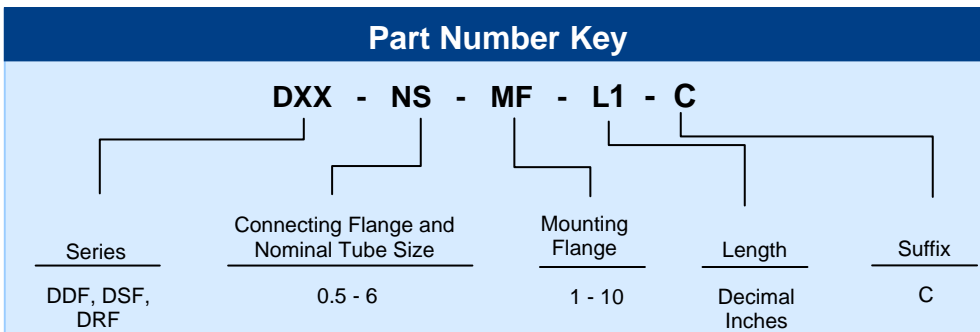 Part Number Key
DXX - NS - MF - L1 - C
Series
Connecting Flange and
Nominal Tube Size
Mounting
Flange
Length
Suffix
DDF, DSF,
DRF
0.5 - 6
1 - 10
Decimal
Inches
C